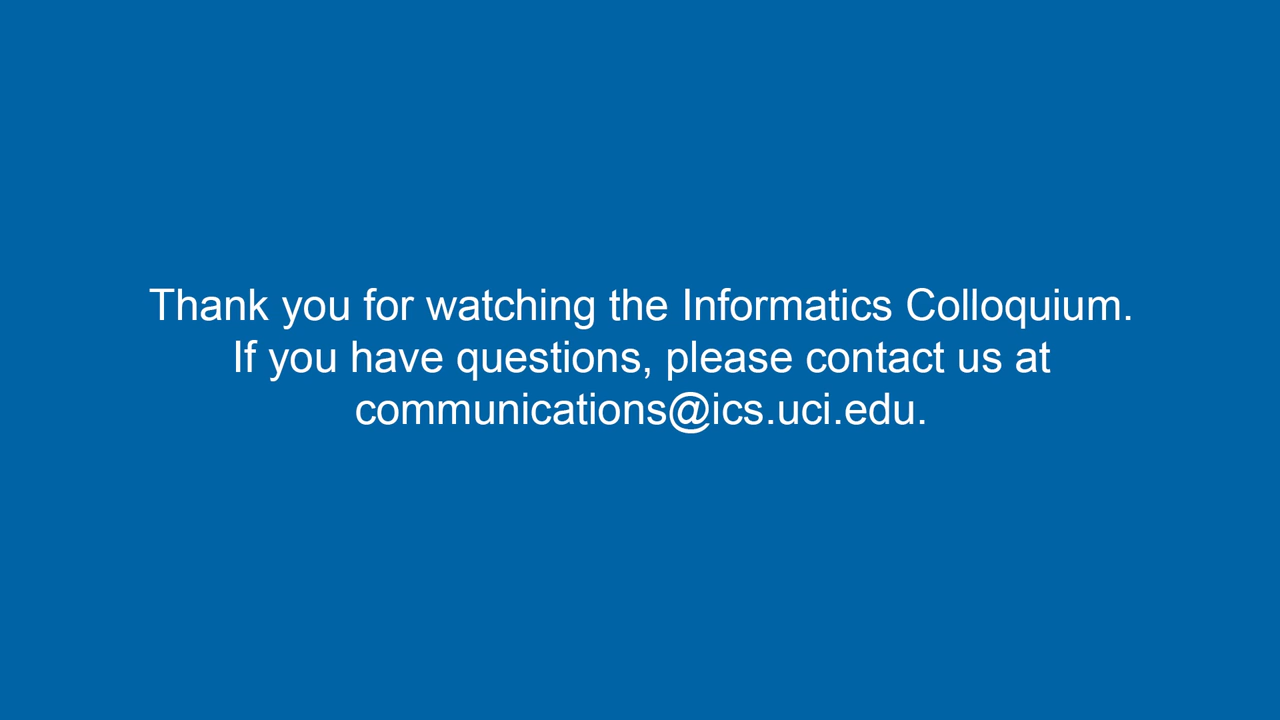 Thank you for watching the Informatics Colloquium.
If you have questions, please contact us at
communications@ics.uci.edu.